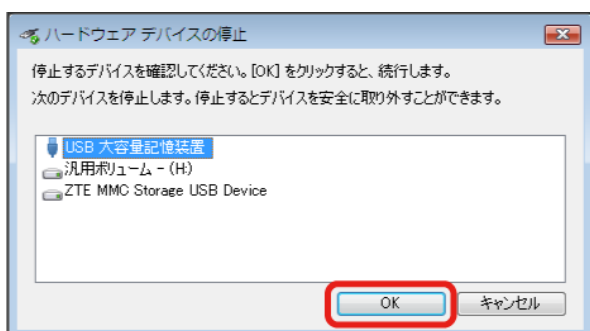 ハードウェア デバイスの停止
停止するデバイスを確認してください。[OK] をクリックすると、続行します。
次のデバイスを停止します。停止するとデバイスを安全に取り外すことができます。
USB 大容量記憶装置
汎用ボリューム - (H:)
ZTE MMC Storage USB Device
OK キャンセル